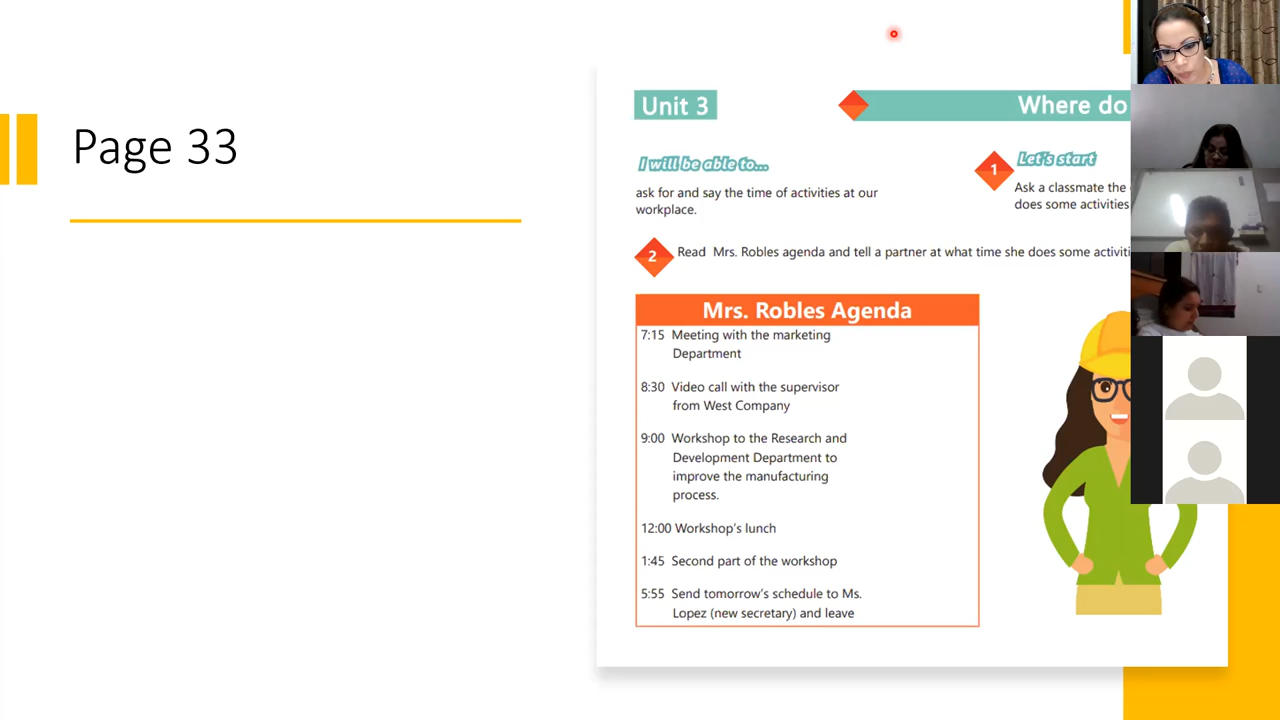 Page 33
Unit 3
Where do
I will be able to...
ask for and say the time of activities at our
workplace.
1
Let's start
Ask a classmate the
does some activities
2
Read Mrs. Robles agenda and tell a partner at what time she does some
Mrs. Robles Agenda
7:15 Meeting with the marketing
Department
8:30 Video call with the supervisor
from West Company
9:00 Workshop to the Research and
Development Department to
improve the manufacturing
process.
12:00 Workshop's lunch
1:45 Second part of the workshop
5:55 Send tomorrow's schedule to Ms.
Lopez (new secretary) and leave